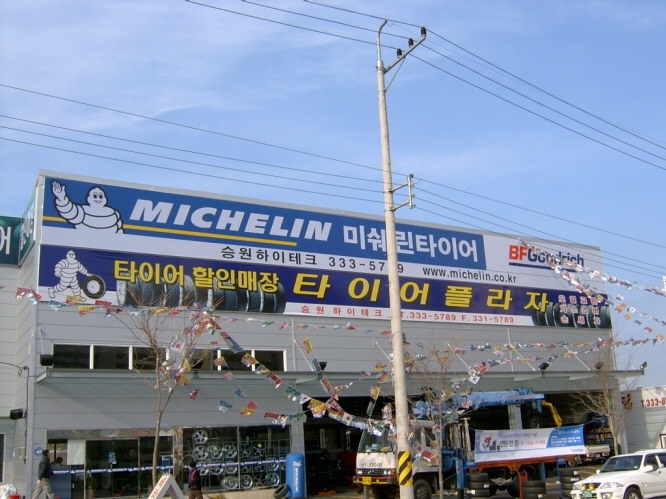 MICHELIN 미쉐린타이어
BFGoodrich
승원하이테크 333-5789
www.michelin.co.kr
타이어 할인매장 타이어플라자
승원하이테크 T.333-5789 F. 331-5789
HYUNDAI